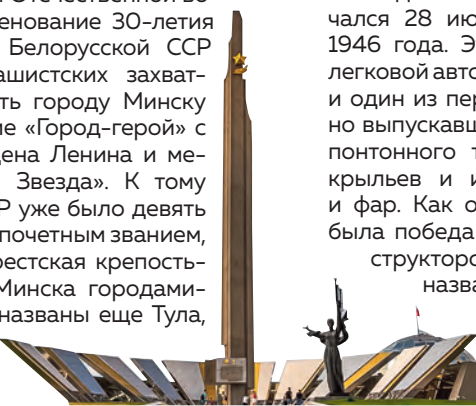 Отечественной во-
енование 30-летия
Белорусской ССР
ашистских захват-
ть городу Минску
ие «Город-герой» с
дена Ленина и ме-
Звезда». К тому
Р уже было девять
почетным званием,
рестская крепость-
Минска городами-
названы еще Тула,
чался 28 ию
1946 года. Э
легковой авто
и один из пер
но выпускавш
понтонного т
крыльев и и
и фар. Как о
была победа
структоро
назва